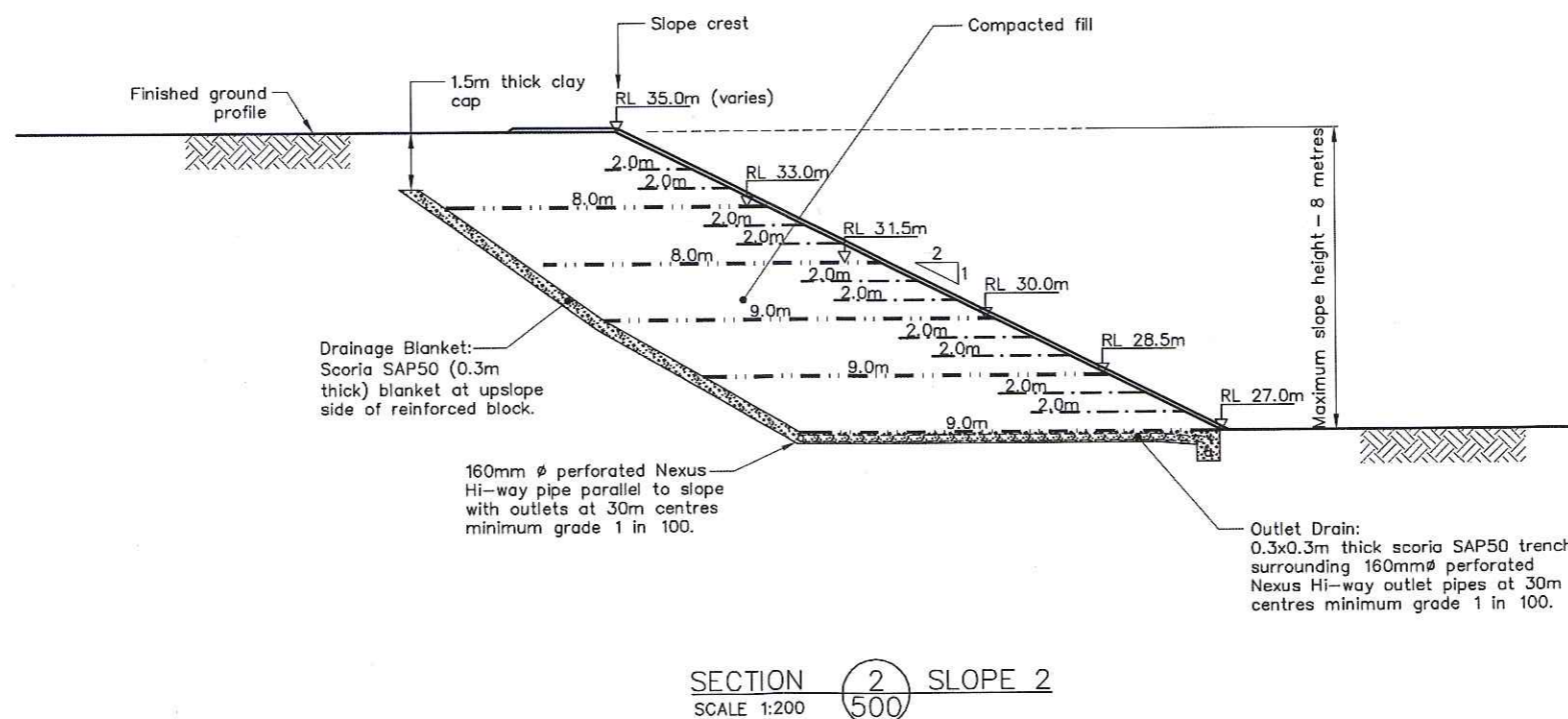 Slope crest
Compacted fill
1.5m thick clay
cap
Finished ground
profile
RL 35.0m (varies)
2.0m
2.0m
RL 33.0m
8.0m
2.0m
RL 31.5m
2.0m
8.0m
2
1
2.0m
RL 30.0m
2.0m
9.0m
2.0m
RL 28.5m
2.0m
9.0m
2.0m
RL 27.0m
2.0m
9.0m
Maximum slope height – 8 metres
Drainage Blanket:
Scoria SAP50 (0.3m
thick) blanket at upslope
side of reinforced block.
160mm ø perforated Nexus
Hi-way pipe parallel to slope
with outlets at 30m centres
minimum grade 1 in 100.
Outlet Drain:
0.3x0.3m thick scoria SAP50 trench
surrounding 160mmø perforated
Nexus Hi-way outlet pipes at 30m
centres minimum grade 1 in 100.
SECTION 2 SLOPE 2
SCALE 1:200 500